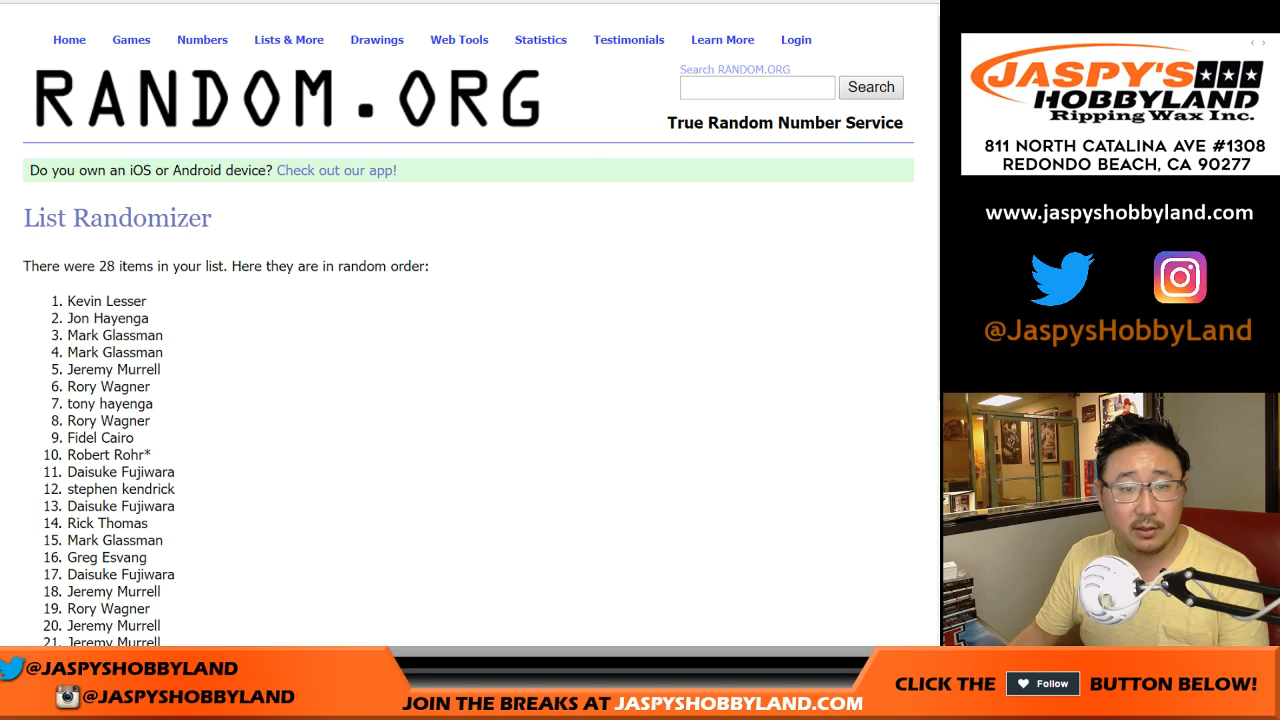 Home Games Numbers Lists & More Drawings Web Tools Statistics Testimonials Learn More Login
RANDOM.ORG
Search RANDOM.ORG
Search
True Random Number Service
Do you own an iOS or Android device? Check out our app!
List Randomizer
There were 28 items in your list. Here they are in random order:
1. Kevin Lesser
2. Jon Hayenga
3. Mark Glassman
4. Mark Glassman
5. Jeremy Murrell
6. Rory Wagner
7. tony hayenga
8. Rory Wagner
9. Fidel Cairo
10. Robert Rohr*
11. Daisuke Fujiwara
12. stephen kendrick
13. Daisuke Fujiwara
14. Rick Thomas
15. Mark Glassman
16. Greg Esvang
17. Daisuke Fujiwara
18. Jeremy Murrell
19. Rory Wagner
20. Jeremy Murrell
21. Jeremy Murrell
JASPY'S
HOBBYLAND
Ripping Wax Inc.
811 NORTH CATALINA AVE #1308
REDONDO BEACH, CA 90277
www.jaspyshobbyland.com
@JaspysHobbyLand
@JASPYSHOBBYLAND
@JASPYSHOBBYLAND
JOIN THE BREAKS AT JASPYSHOBBYLAND.COM
CLICK THE Follow BUTTON BELOW!